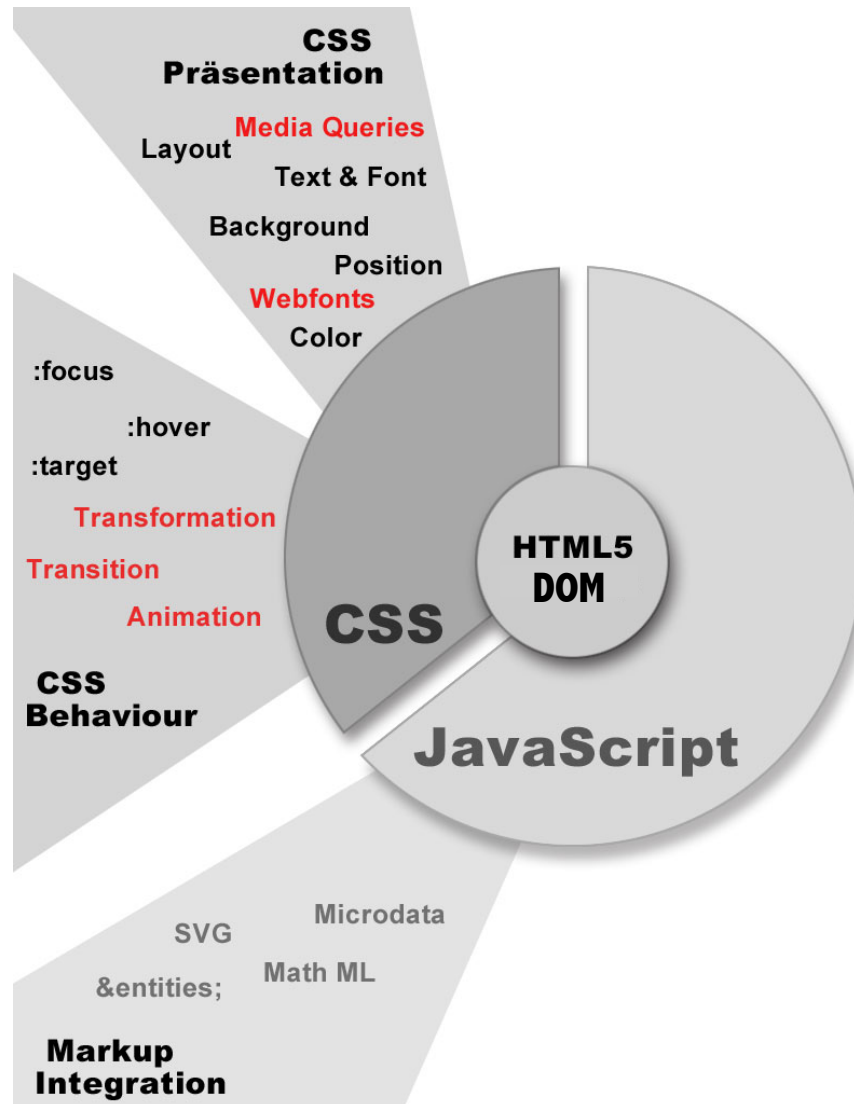 CSS
Präsentation
Media Queries
Layout
Text & Font
Background
Position
Webfonts
Color
:focus
:hover
:target
Transformation
Transition
Animation
CSS
Behaviour
CSS
HTML5
DOM
JavaScript
Microdata
SVG
Math ML
&entities;
Markup
Integration